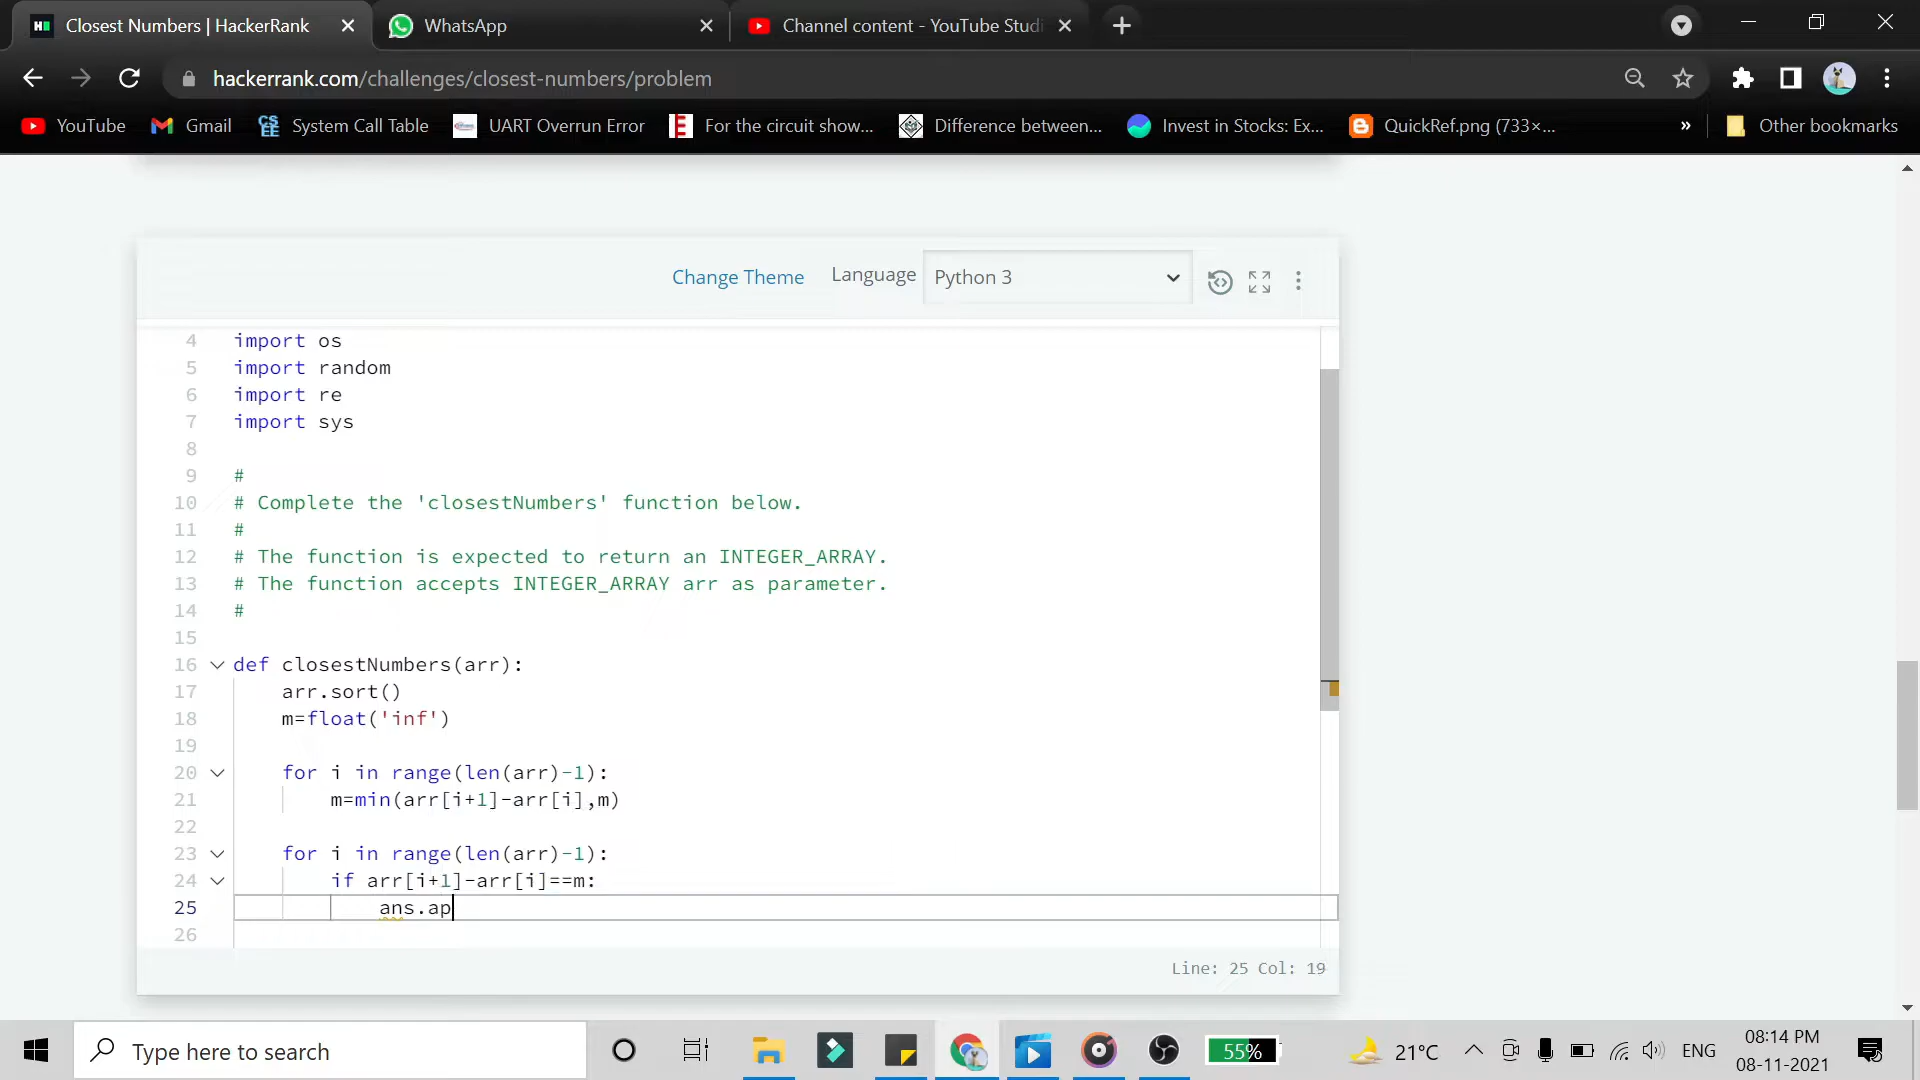 Closest Numbers | HackerRank
WhatsApp
Channel content - YouTube Studi
hackerrank.com/challenges/closest-numbers/problem
YouTube
Gmail
System Call Table
UART Overrun Error
For the circuit show...
Difference between...
Invest in Stocks: Ex...
QuickRef.png (733×...
»
Other bookmarks
Change Theme
Language
Python 3
4 import os
5 import random
6 import re
7 import sys
8
9 #
10 # Complete the 'closestNumbers' function below.
11 #
12 # The function is expected to return an INTEGER_ARRAY.
13 # The function accepts INTEGER_ARRAY arr as parameter.
14 #
15
16 def closestNumbers(arr):
17 arr.sort()
18 m=float('inf')
19
20 for i in range(len(arr)-1):
21 m=min(arr[i+1]-arr[i],m)
22
23 for i in range(len(arr)-1):
24 if arr[i+1]-arr[i]==m:
25 ans.ap
26
Line: 25 Col: 19
Type here to search
55%
21°C
ENG
08:14 PM
08-11-2021